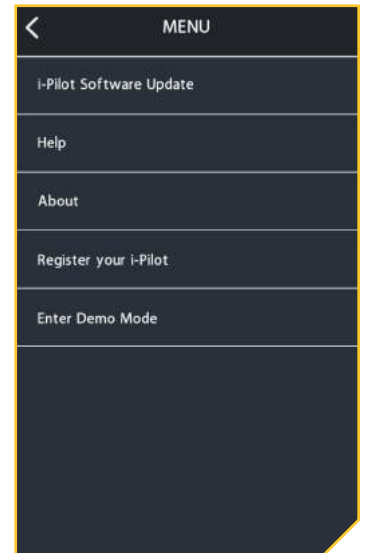 MENU
i-Pilot Software Update
Help
About
Register your i-Pilot
Enter Demo Mode